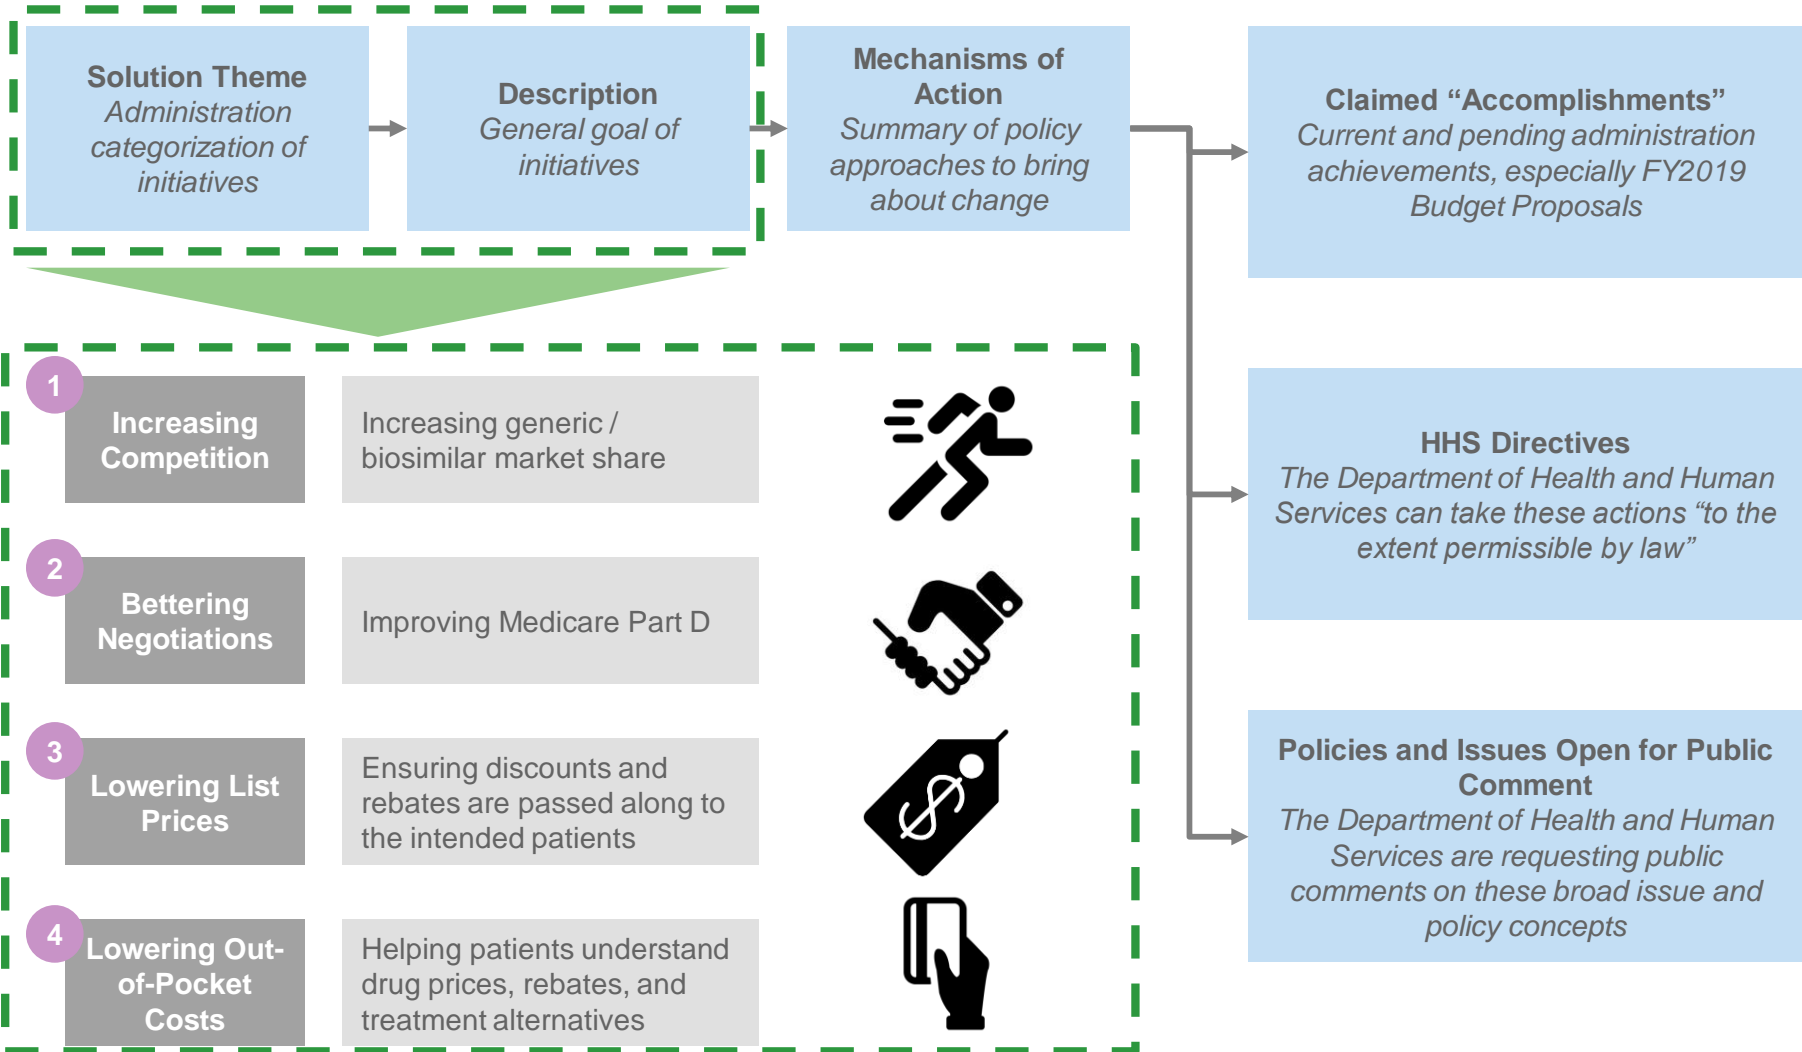 Solution Theme
Administration
categorization of
initiatives
Description
General goal of
initiatives
Mechanisms of
Action
Summary of policy
approaches to bring
about change
Claimed “Accomplishments”
Current and pending administration
achievements, especially FY2019
Budget Proposals
1
Increasing
Competition
Increasing generic /
biosimilar market share
HHS Directives
The Department of Health and Human
Services can take these actions “to the
extent permissible by law”
2
Bettering
Negotiations
Improving Medicare Part D
3
Lowering List
Prices
Ensuring discounts and
rebates are passed along to
the intended patients
$
Policies and Issues Open for Public
Comment
The Department of Health and Human
Services are requesting public
comments on these broad issue and
policy concepts
4
Lowering Out-
of-Pocket
Costs
Helping patients understand
drug prices, rebates, and
treatment alternatives